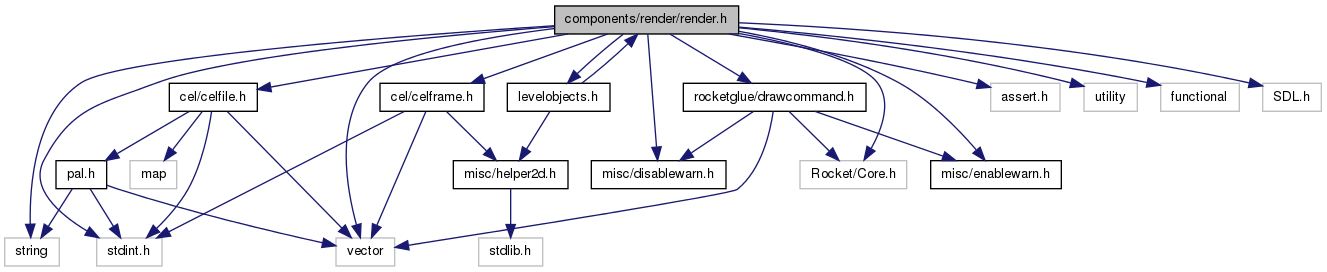 components/render/render.h
cel/celfile.h
cel/celframe.h
levelobjects.h
rocketglue/drawcommand.h
assert.h
utility
functional
SDL.h
pal.h
map
misc/helper2d.h
misc/disablewarn.h
Rocket/Core.h
misc/enablewarn.h
string
stdint.h
vector
stdlib.h